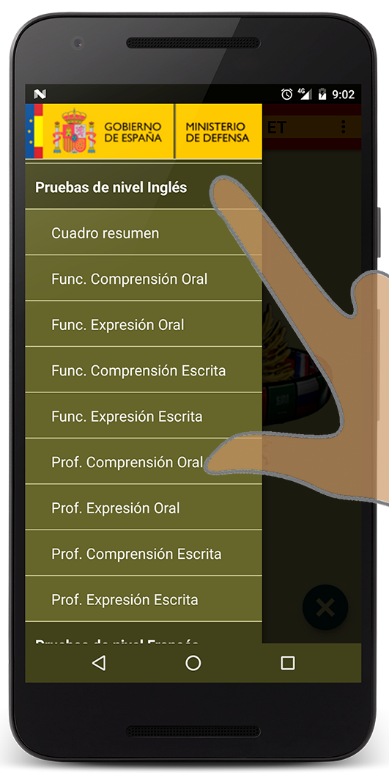 4G 9:02
GOBIERNO
DE ESPAÑA
MINISTERIO
DE DEFENSA
ET
Pruebas de nivel Inglés
Cuadro resumen
Func. Comprensión Oral
Func. Expresión Oral
Func. Comprensión Escrita
Func. Expresión Escrita
Prof. Comprensión Oral
Prof. Expresión Oral
Prof. Comprensión Escrita
Prof. Expresión Escrita
Pruebas de nivel Francés